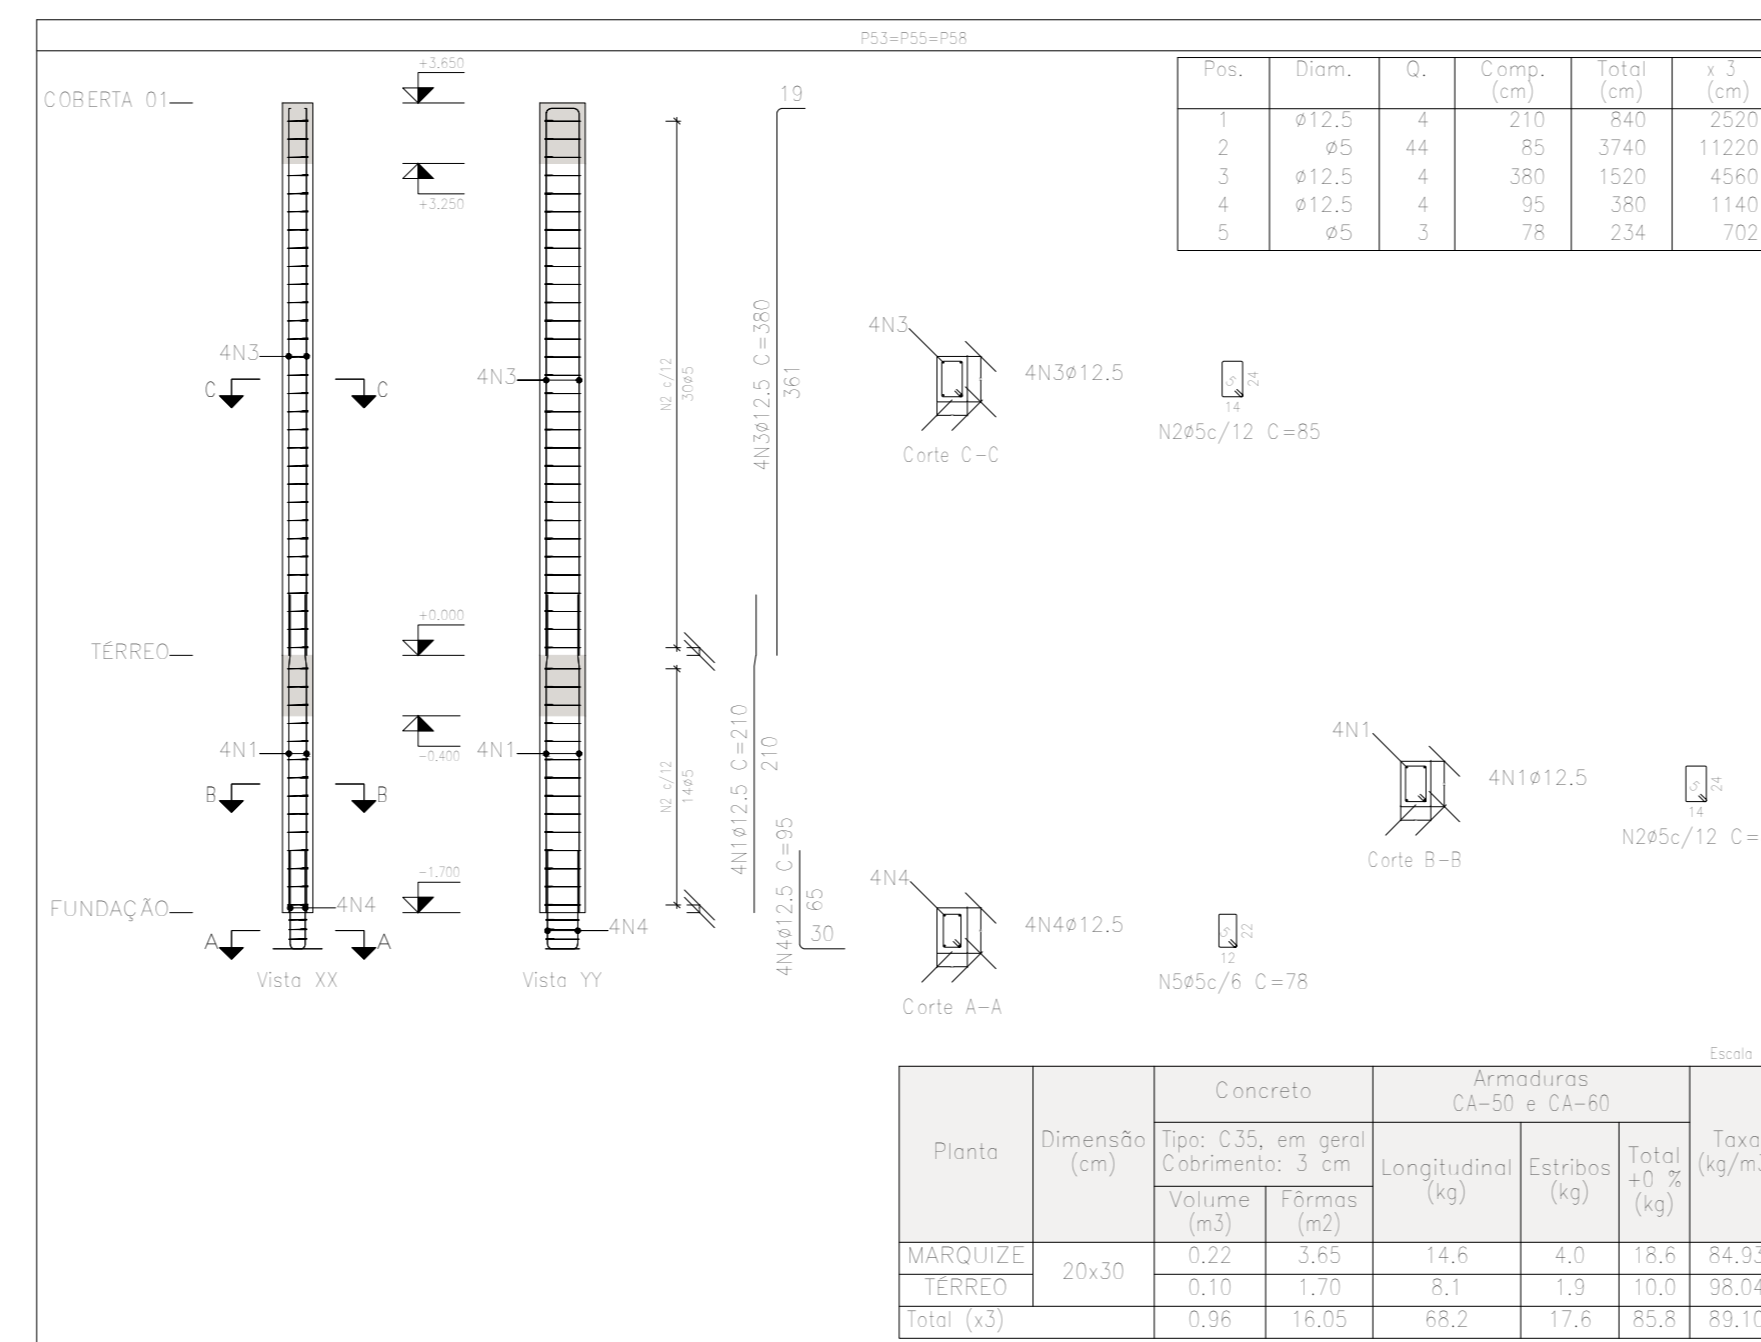 P53=P55=P58
Pos. Diam. Q. Comp. (cm) Total (cm) x 3 (cm)
1 ø12.5 4 210 840 2520
2 ø5 44 85 3740 11220
3 ø12.5 4 380 1520 4560
4 ø12.5 4 95 380 1140
5 ø5 3 78 234 702
COBERTA 01
+3.650
+3.250
19
4N3
C C
4N3
N2 c/12
30ø5
4N3ø12.5 C=380
361
4N3
4N3ø12.5
Corte C-C
S
24
14
N2ø5c/12 C=85
TÉRREO
+0.000
-0.400
4N1
4N1
B B
N2 c/12
14ø5
4N1ø12.5 C=210
210
4N1
4N1ø12.5
Corte B-B
S
24
14
N2ø5c/12 C=
FUNDAÇÃO
-1.700
4N4
4N4
A A
Vista XX
Vista YY
4N4ø12.5 C=95
65
30
4N4
4N4ø12.5
Corte A-A
S
22
12
N5ø5c/6 C=78
Escala
Planta
Dimensão
(cm)
Concreto
Tipo: C35, em geral
Cobrimento: 3 cm
Volume
(m3)
Fôrmas
(m2)
Armaduras
CA-50 e CA-60
Longitudinal
(kg)
Estribos
(kg)
Total
+0 %
(kg)
Taxa
(kg/m3
MARQUIZE 20x30 0.22 3.65 14.6 4.0 18.6 84.93
TÉRREO 0.10 1.70 8.1 1.9 10.0 98.04
Total (x3) 0.96 16.05 68.2 17.6 85.8 89.10